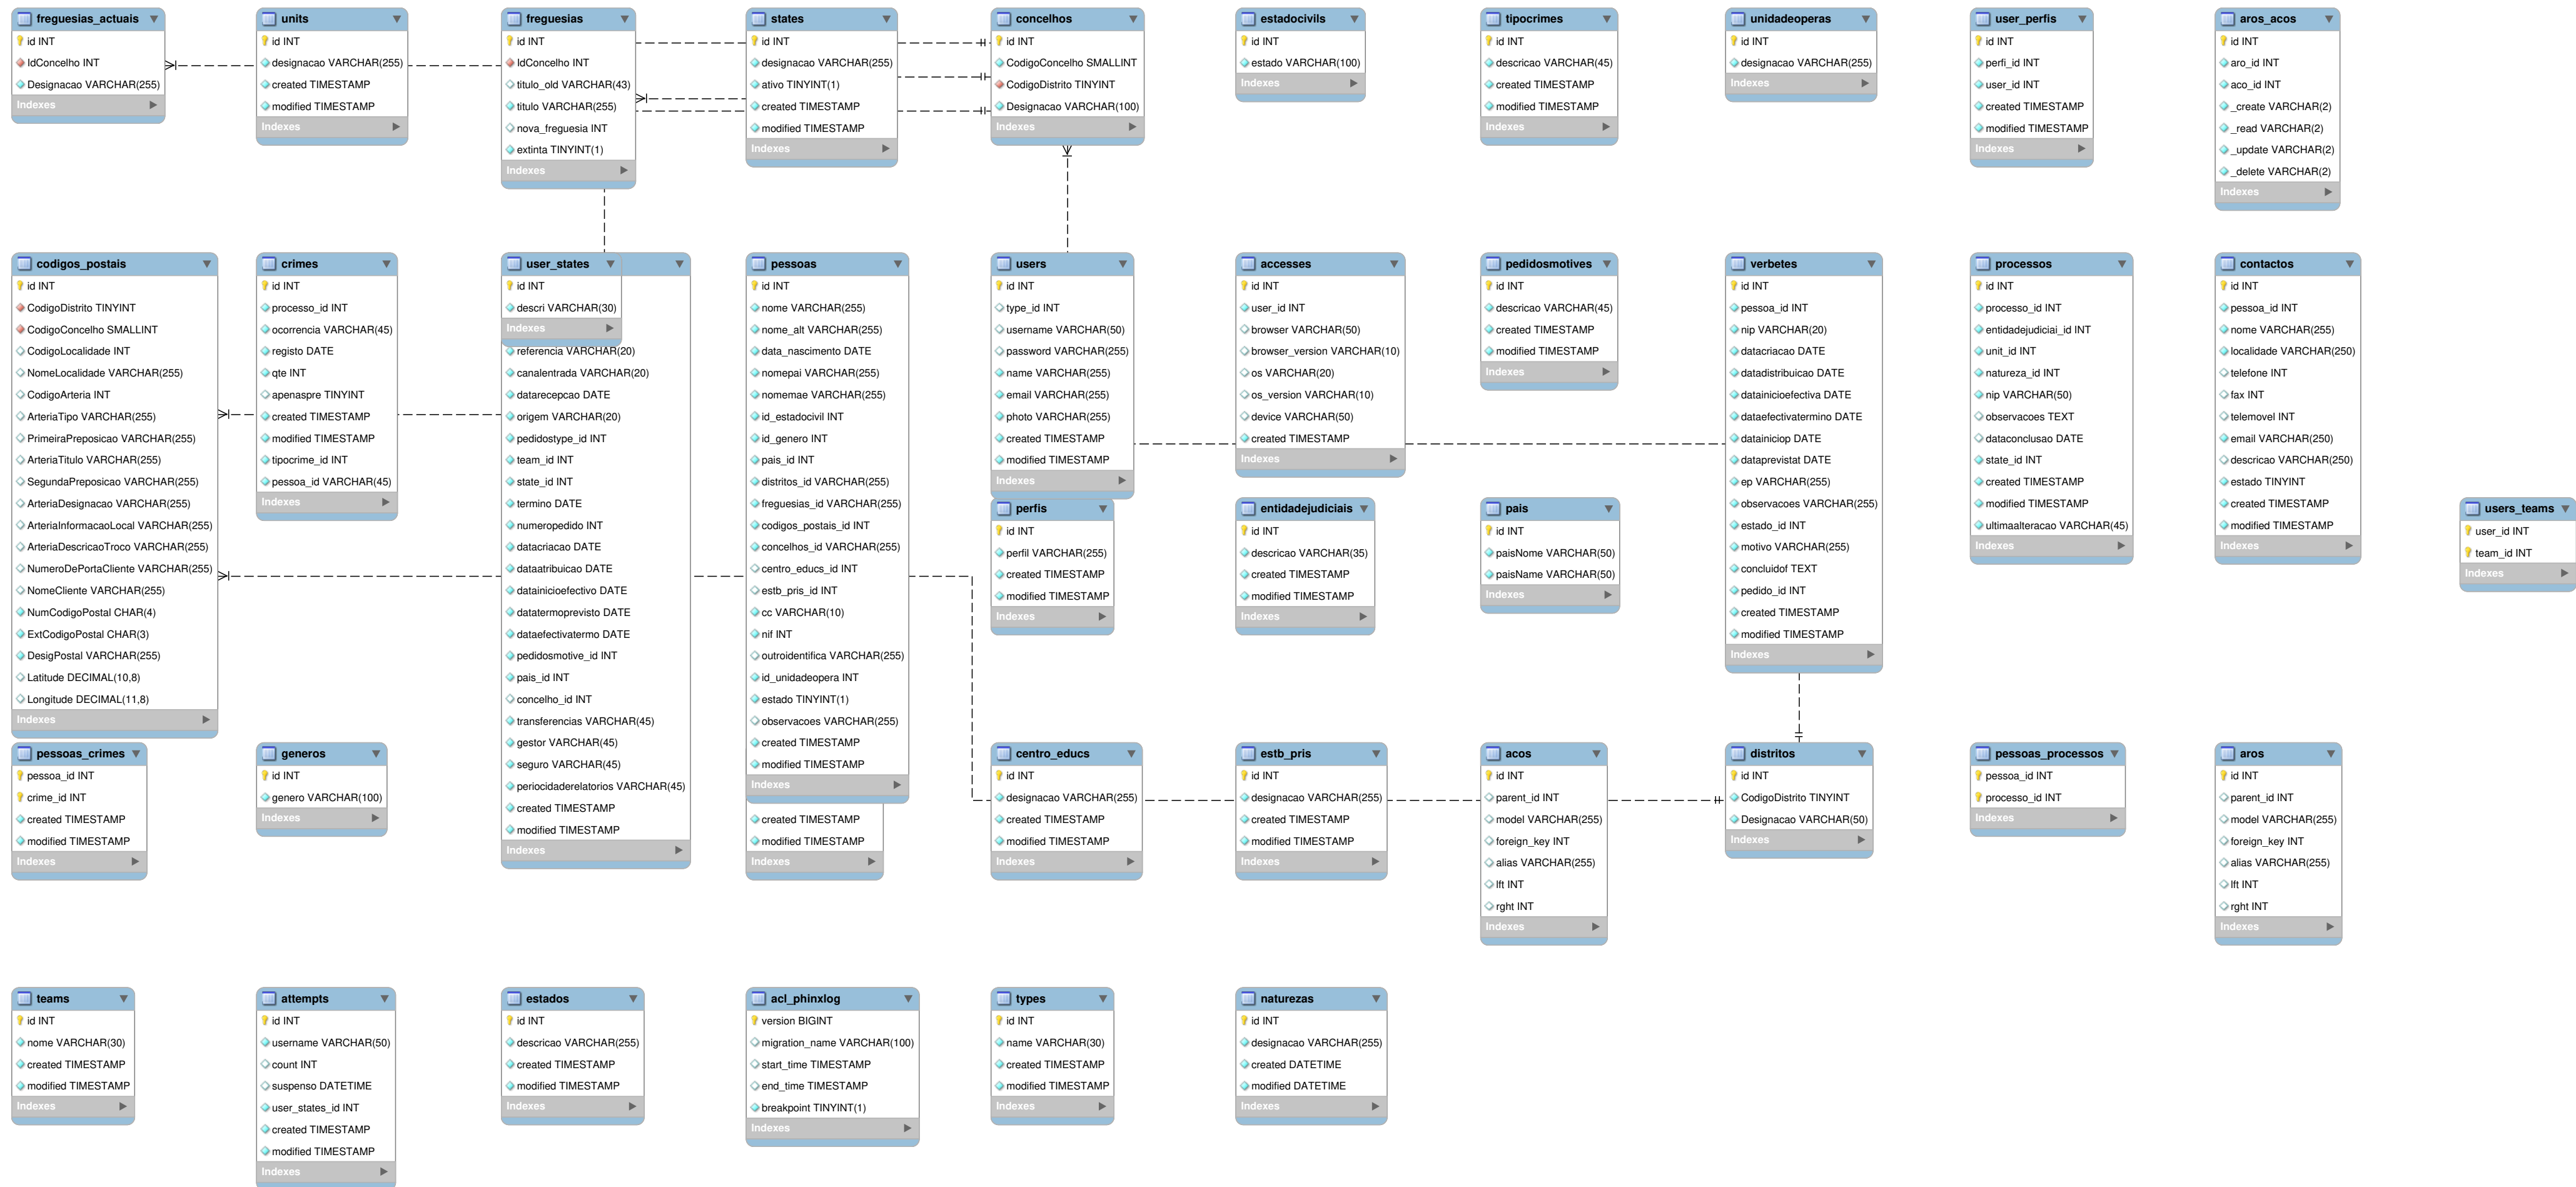 freguesias_actuais
id INT
IdConcelho INT
Designacao VARCHAR(255)
Indexes
units
id INT
designacao VARCHAR(255)
created TIMESTAMP
modified TIMESTAMP
Indexes
freguesias
id INT
IdConcelho INT
titulo_old VARCHAR(43)
titulo VARCHAR(255)
nova_freguesia INT
extinta TINYINT(1)
Indexes
states
id INT
designacao VARCHAR(255)
ativo TINYINT(1)
created TIMESTAMP
modified TIMESTAMP
Indexes
concelhos
id INT
CodigoConcelho SMALLINT
CodigoDistrito TINYINT
Designacao VARCHAR(100)
Indexes
estadocivils
id INT
estado VARCHAR(100)
Indexes
tipocrimes
id INT
descricao VARCHAR(45)
created TIMESTAMP
modified TIMESTAMP
Indexes
unidadeoperas
id INT
designacao VARCHAR(255)
Indexes
user_perfis
id INT
perfi_id INT
user_id INT
created TIMESTAMP
modified TIMESTAMP
Indexes
aros_acos
id INT
aro_id INT
aco_id INT
_create VARCHAR(2)
_read VARCHAR(2)
_update VARCHAR(2)
_delete VARCHAR(2)
Indexes
codigos_postais
id INT
CodigoDistrito TINYINT
CodigoConcelho SMALLINT
CodigoLocalidade INT
NomeLocalidade VARCHAR(255)
CodigoArteria INT
ArteriaTipo VARCHAR(255)
PrimeiraPreposicao VARCHAR(255)
ArteriaTitulo VARCHAR(255)
SegundaPreposicao VARCHAR(255)
ArteriaDesignacao VARCHAR(255)
ArteriaInformacaoLocal VARCHAR(255)
ArteriaDescricaoTroco VARCHAR(255)
NumeroDePortaCliente VARCHAR(255)
NomeCliente VARCHAR(255)
NumCodigoPostal CHAR(4)
ExtCodigoPostal CHAR(3)
DesigPostal VARCHAR(255)
Latitude DECIMAL(10,8)
Longitude DECIMAL(11,8)
Indexes
crimes
id INT
processo_id INT
ocorrencia VARCHAR(45)
registo DATE
qte INT
apenaspre TINYINT
created TIMESTAMP
modified TIMESTAMP
tipocrime_id INT
pessoa_id VARCHAR(45)
Indexes
user_states
id INT
descri VARCHAR(30)
Indexes
referencia VARCHAR(20)
canalentrada VARCHAR(20)
datarecepcao DATE
origem VARCHAR(20)
pedidostype_id INT
team_id INT
state_id INT
termino DATE
numeropedido INT
datacriacao DATE
dataatribuicao DATE
datainicioefectivo DATE
datatermoprevisto DATE
dataefectivatermo DATE
pedidosmotive_id INT
pais_id INT
concelho_id INT
transferencias VARCHAR(45)
gestor VARCHAR(45)
seguro VARCHAR(45)
periocidaderelatorios VARCHAR(45)
created TIMESTAMP
modified TIMESTAMP
Indexes
pessoas
id INT
nome VARCHAR(255)
nome_alt VARCHAR(255)
data_nascimento DATE
nomepai VARCHAR(255)
nomemae VARCHAR(255)
id_estadocivil INT
id_genero INT
pais_id INT
distritos_id VARCHAR(255)
freguesias_id VARCHAR(255)
codigos_postais_id INT
concelhos_id VARCHAR(255)
centro_educs_id INT
estb_pris_id INT
cc VARCHAR(10)
nif INT
outroidentifica VARCHAR(255)
id_unidadeopera INT
estado TINYINT(1)
observacoes VARCHAR(255)
created TIMESTAMP
modified TIMESTAMP
Indexes
created TIMESTAMP
modified TIMESTAMP
Indexes
users
id INT
type_id INT
username VARCHAR(50)
password VARCHAR(255)
name VARCHAR(255)
email VARCHAR(255)
photo VARCHAR(255)
created TIMESTAMP
modified TIMESTAMP
Indexes
accesses
id INT
user_id INT
browser VARCHAR(50)
browser_version VARCHAR(10)
os VARCHAR(20)
os_version VARCHAR(10)
device VARCHAR(50)
created TIMESTAMP
Indexes
pedidosmotives
id INT
descricao VARCHAR(45)
created TIMESTAMP
modified TIMESTAMP
Indexes
verbetes
id INT
pessoa_id INT
nip VARCHAR(20)
datacriacao DATE
datadistribuicao DATE
datainicioefectiva DATE
dataefectivatermino DATE
datainiciop DATE
dataprevistat DATE
ep VARCHAR(255)
observacoes VARCHAR(255)
estado_id INT
motivo VARCHAR(255)
concluidof TEXT
pedido_id INT
created TIMESTAMP
modified TIMESTAMP
Indexes
processos
id INT
processo_id INT
entidadejudiciai_id INT
unit_id INT
natureza_id INT
nip VARCHAR(50)
observacoes TEXT
dataconclusao DATE
state_id INT
created TIMESTAMP
modified TIMESTAMP
ultimaalteracao VARCHAR(45)
Indexes
contactos
id INT
pessoa_id INT
nome VARCHAR(255)
localidade VARCHAR(250)
telefone INT
fax INT
telemovel INT
email VARCHAR(250)
descricao VARCHAR(250)
estado TINYINT
created TIMESTAMP
modified TIMESTAMP
Indexes
perfis
id INT
perfil VARCHAR(255)
created TIMESTAMP
modified TIMESTAMP
Indexes
entidadejudiciais
id INT
descricao VARCHAR(35)
created TIMESTAMP
modified TIMESTAMP
Indexes
pais
id INT
paisNome VARCHAR(50)
paisName VARCHAR(50)
Indexes
users_teams
user_id INT
team_id INT
Indexes
pessoas_crimes
pessoa_id INT
crime_id INT
created TIMESTAMP
modified TIMESTAMP
Indexes
generos
id INT
genero VARCHAR(100)
Indexes
centro_educs
id INT
designacao VARCHAR(255)
created TIMESTAMP
modified TIMESTAMP
Indexes
estb_pris
id INT
designacao VARCHAR(255)
created TIMESTAMP
modified TIMESTAMP
Indexes
acos
id INT
parent_id INT
model VARCHAR(255)
foreign_key INT
alias VARCHAR(255)
lft INT
rght INT
Indexes
distritos
id INT
CodigoDistrito TINYINT
Designacao VARCHAR(50)
Indexes
pessoas_processos
pessoa_id INT
processo_id INT
Indexes
aros
id INT
parent_id INT
model VARCHAR(255)
foreign_key INT
alias VARCHAR(255)
lft INT
rght INT
Indexes
teams
id INT
nome VARCHAR(30)
created TIMESTAMP
modified TIMESTAMP
Indexes
attempts
id INT
username VARCHAR(50)
count INT
suspenso DATETIME
user_states_id INT
created TIMESTAMP
modified TIMESTAMP
Indexes
estados
id INT
descricao VARCHAR(255)
created TIMESTAMP
modified TIMESTAMP
Indexes
acl_phinxlog
version BIGINT
migration_name VARCHAR(100)
start_time TIMESTAMP
end_time TIMESTAMP
breakpoint TINYINT(1)
Indexes
types
id INT
name VARCHAR(30)
created TIMESTAMP
modified TIMESTAMP
Indexes
naturezas
id INT
designacao VARCHAR(255)
created DATETIME
modified DATETIME
Indexes